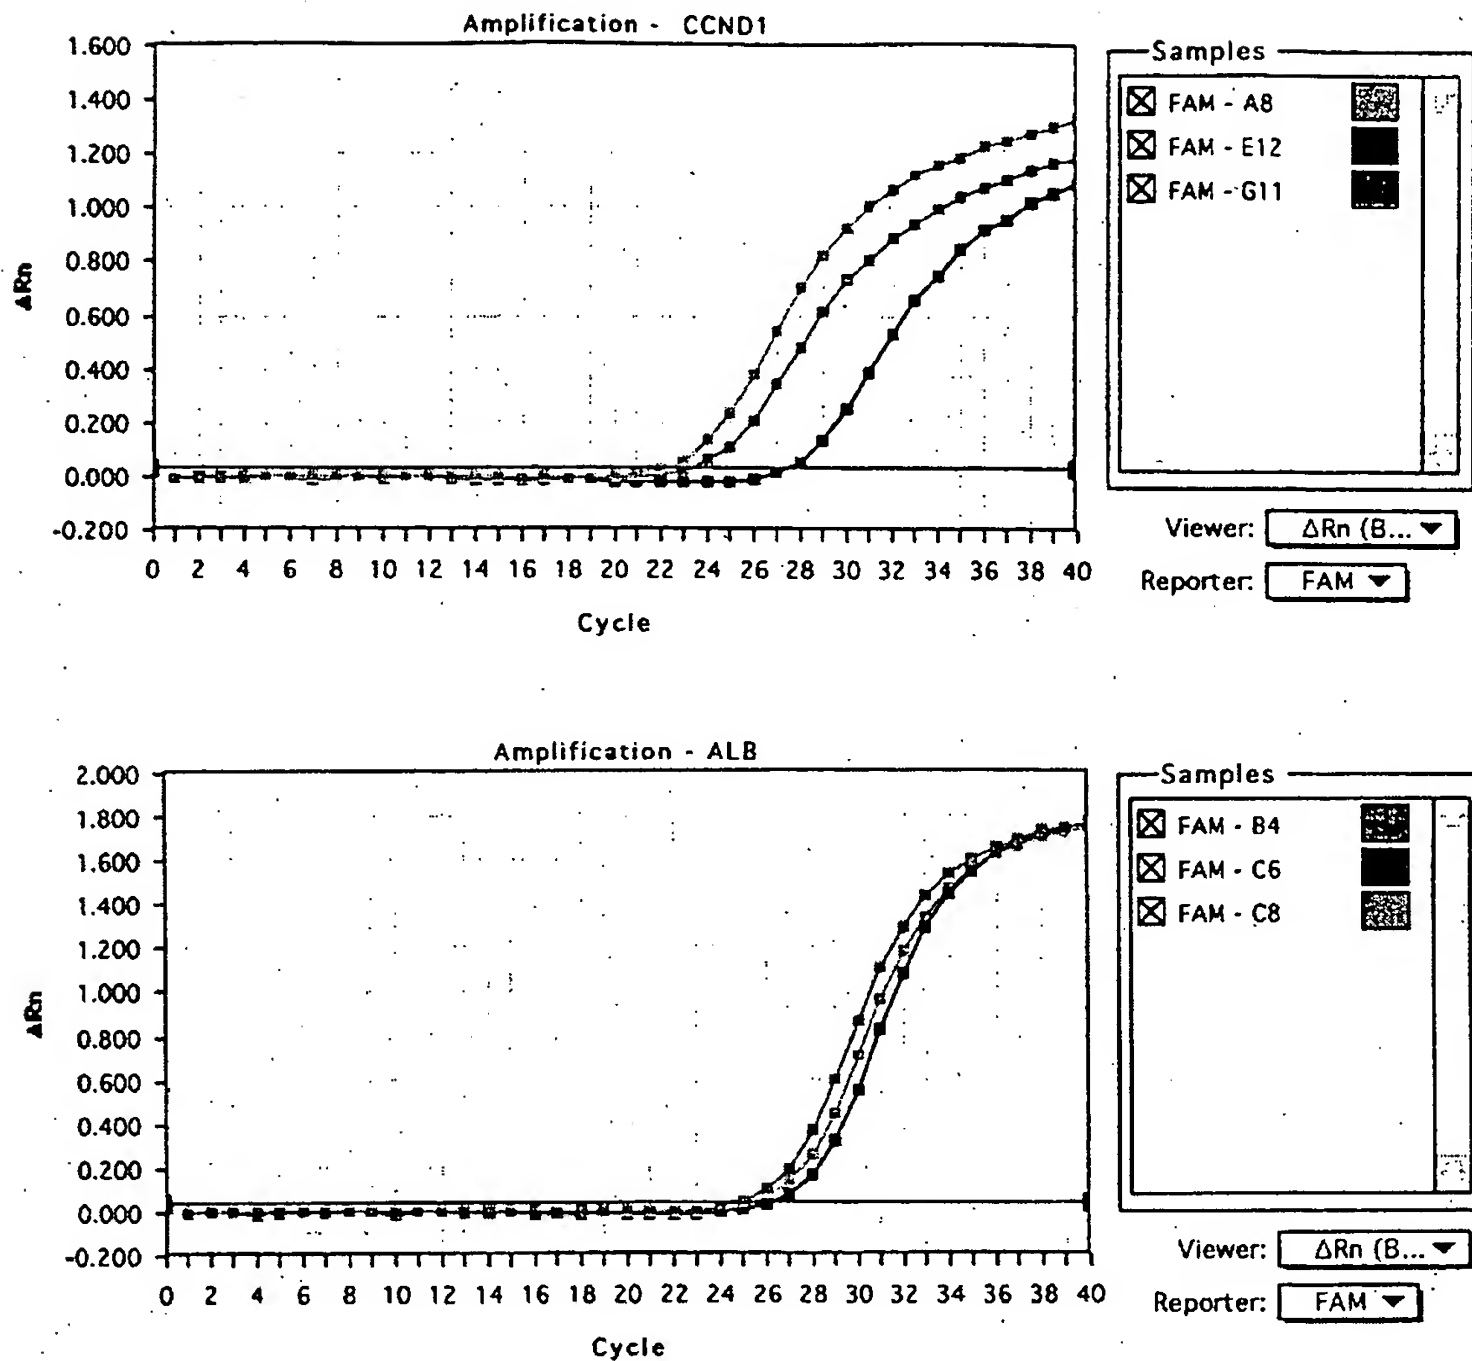 Amplification - CCND1
1.600
1.400
1.200
1.000
0.800
0.600
0.400
0.200
0.000
-0.200
ΔRn
0 2 4 6 8 10 12 14 16 18 20 22 24 26 28 30 32 34 36 38 40
Cycle
Samples
FAM - A8
FAM - E12
FAM - G11
Viewer: ΔRn (B...
Reporter: FAM
Amplification - ALB
2.000
1.800
1.600
1.400
1.200
1.000
0.800
0.600
0.400
0.200
0.000
-0.200
ΔRn
0 2 4 6 8 10 12 14 16 18 20 22 24 26 28 30 32 34 36 38 40
Cycle
Samples
FAM - B4
FAM - C6
FAM - C8
Viewer: ΔRn (B...
Reporter: FAM